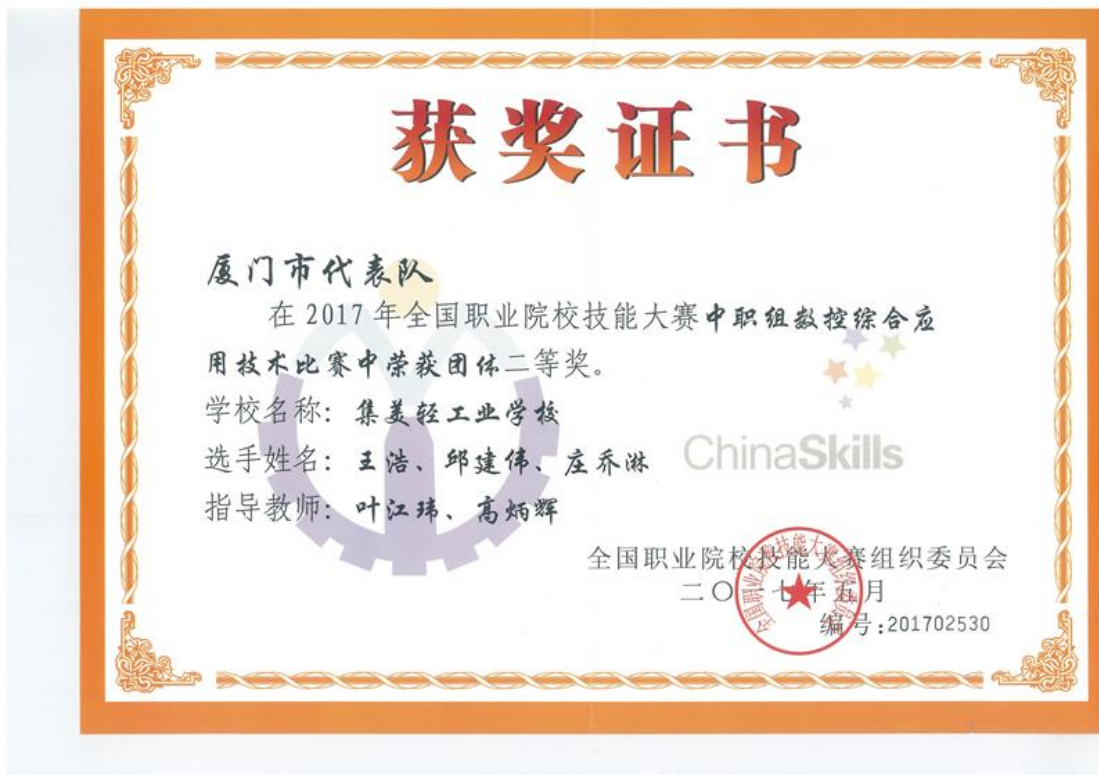 获奖证书
厦门市代表队
在2017年全国职业院校技能大赛中职组数控综合应
用技术比赛中荣获团体二等奖。
学校名称：集美轻工业学校
选手姓名：王浩、邱建伟、庄乔淋
指导教师：叶江玮、高炳辉
ChinaSkills
全国职业院校技能大赛组织委员会
二〇一七年五月
编号:201702530